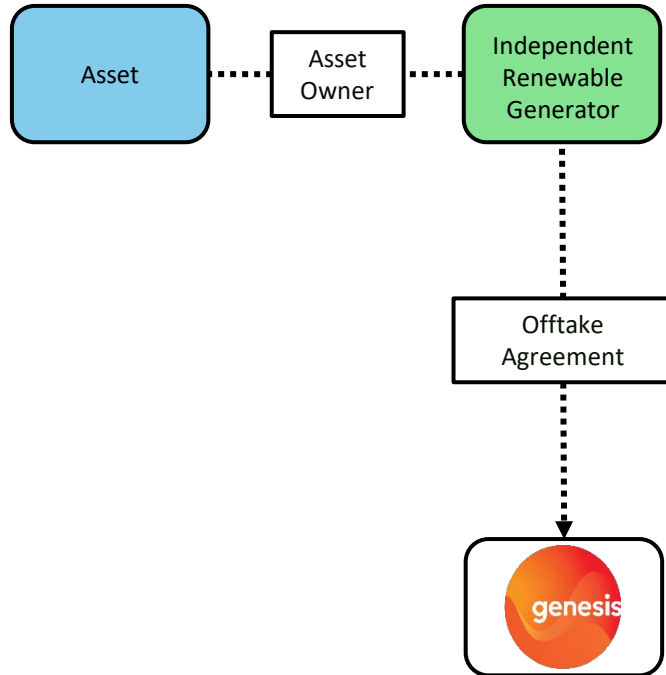 Asset
Asset
Owner
Independent
Renewable
Generator
Offtake
Agreement
genesis